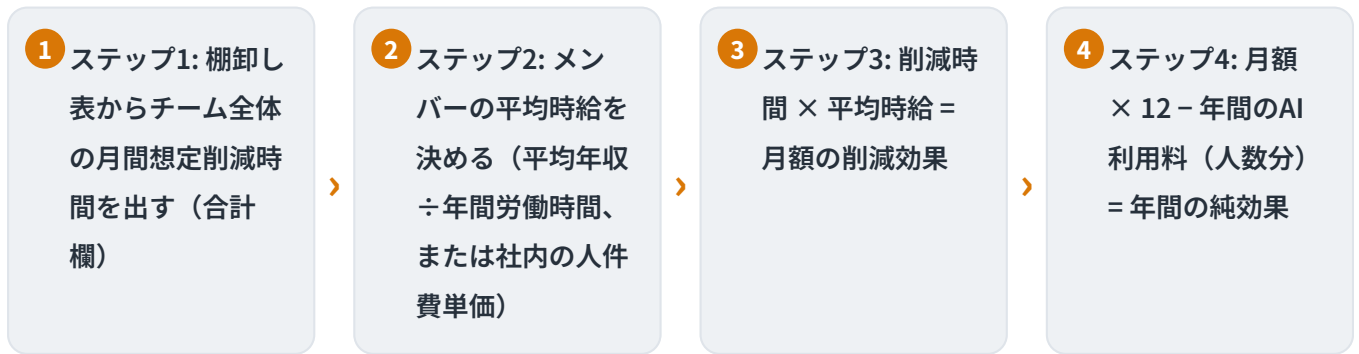 1
ステップ1: 棚卸し
表からチーム全体
の月間想定削減時
間を出す（合計
欄）
›
2
ステップ2: メン
バーの平均時給を
決める（平均年収
÷年間労働時間、
または社内の人件
費単価）
›
3
ステップ3: 削減時
間 × 平均時給 =
月額の削減効果
›
4
ステップ4: 月額
× 12 − 年間のAI
利用料（人数分）
= 年間の純効果